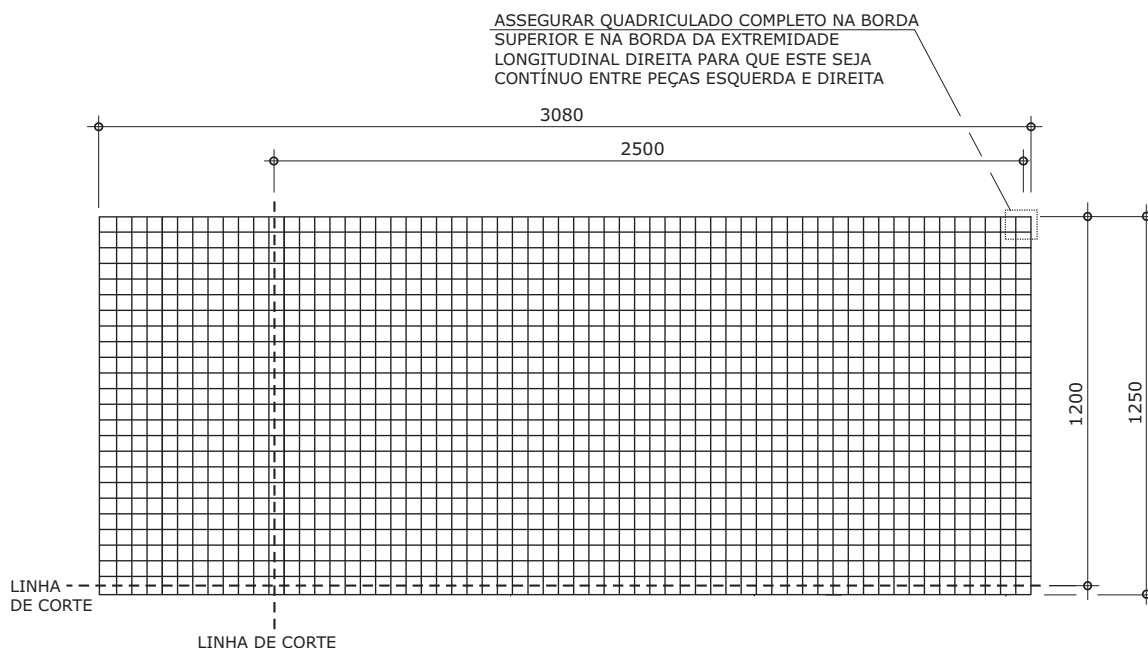 ASSEGURAR QUADRICULADO COMPLETO NA BORDA
SUPERIOR E NA BORDA DA EXTREMIDADE
LONGITUDINAL DIREITA PARA QUE ESTE SEJA
CONTÍNUO ENTRE PEÇAS ESQUERDA E DIREITA
3080
2500
1200
1250
LINHA
DE CORTE
LINHA DE CORTE